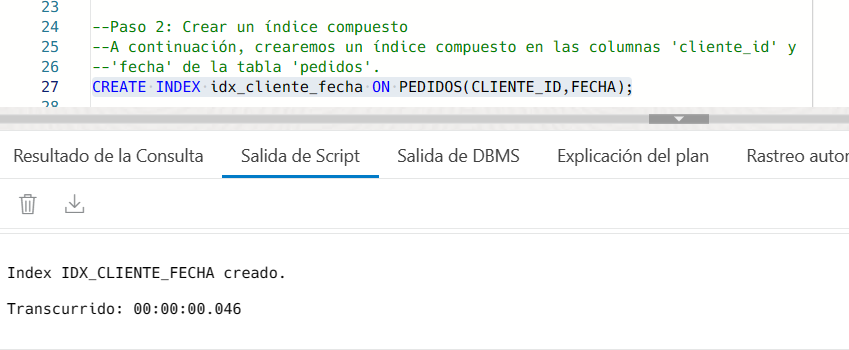 23
24 --Paso 2: Crear un índice compuesto
25 --A continuación, crearemos un índice compuesto en las columnas 'cliente_id' y
26 --'fecha' de la tabla 'pedidos'.
27 CREATE INDEX idx_cliente_fecha ON PEDIDOS(CLIENTE_ID,FECHA);
28
Resultado de la Consulta Salida de Script Salida de DBMS Explicación del plan Rastreo autor
Index IDX_CLIENTE_FECHA creado.
Transcurrido: 00:00:00.046